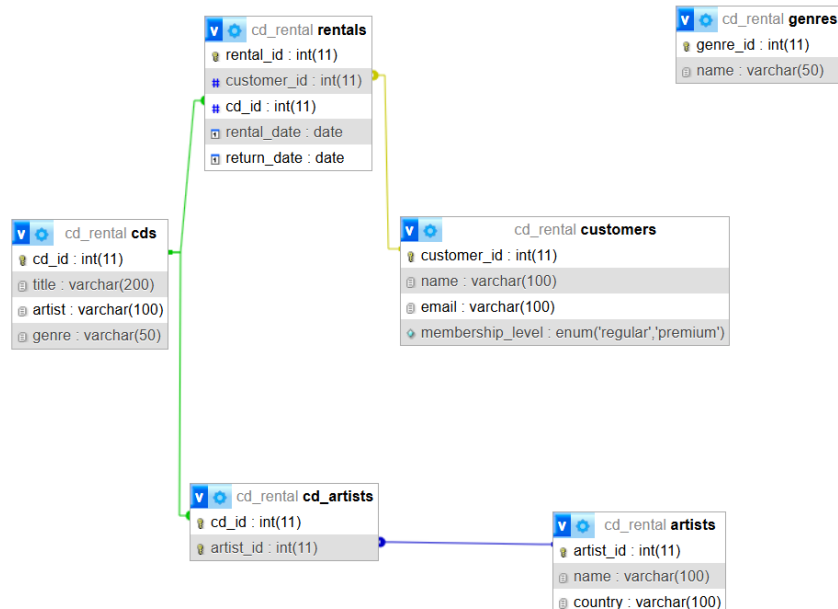 cd_rental rentals
rental_id : int(11)
customer_id : int(11)
cd_id : int(11)
rental_date : date
return_date : date
cd_rental genres
genre_id : int(11)
name : varchar(50)
cd_rental cds
cd_id : int(11)
title : varchar(200)
artist : varchar(100)
genre : varchar(50)
cd_rental customers
customer_id : int(11)
name : varchar(100)
email : varchar(100)
membership_level : enum('regular','premium')
cd_rental cd_artists
cd_id : int(11)
artist_id : int(11)
cd_rental artists
artist_id : int(11)
name : varchar(100)
country : varchar(100)